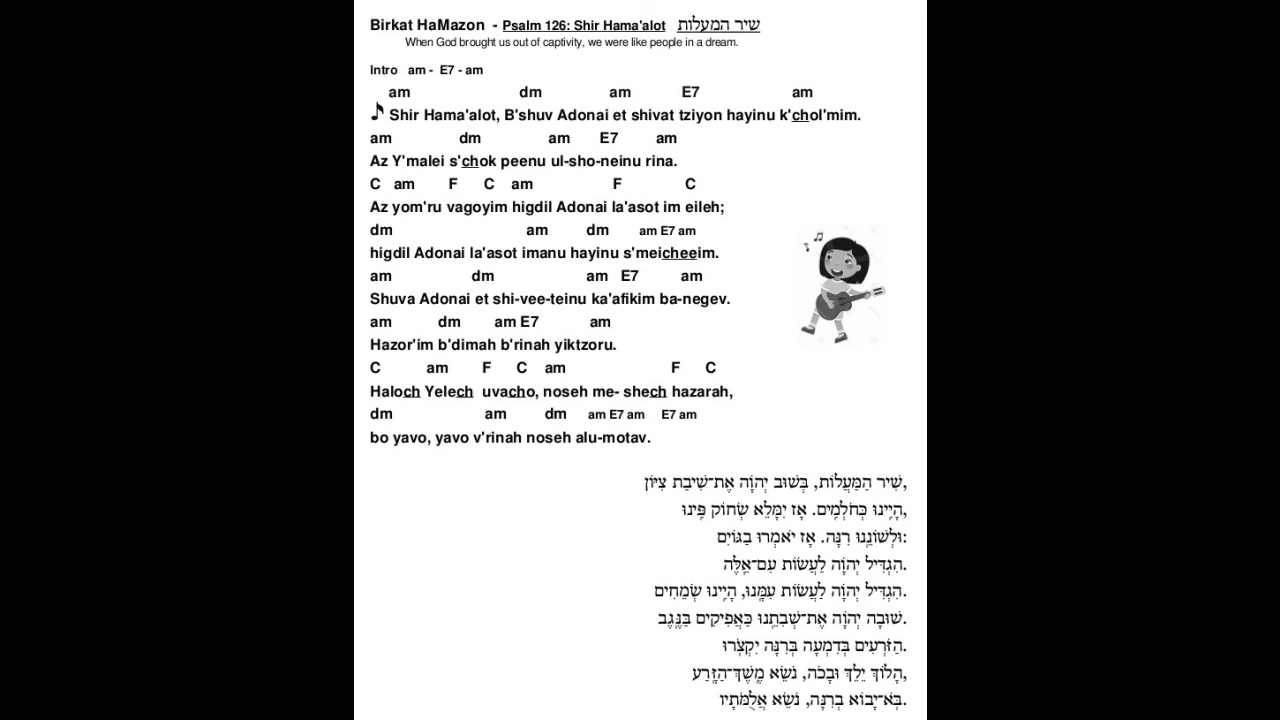 Birkat HaMazon - Psalm 126: Shir Hama'alot שיר המעלות
When God brought us out of captivity, we were like people in a dream.
Intro am - E7 - am
am dm am E7 am
♪ Shir Hama'alot, B'shuv Adonai et shivat tziyon hayinu k'chol'mim.
am dm am E7 am
Az Y'malei s'chok peenu ul-sho-neinu rina.
C am F C am F C
Az yom'ru vagoyim higdil Adonai la'asot im eileh;
dm am dm am E7 am
higdil Adonai la'asot imanu hayinu s'meicheeim.
am dm am E7 am
Shuva Adonai et shi-vee-teinu ka'afikim ba-negev.
am dm am E7 am
Hazor'im b'dimah b'rinah yiktzoru.
C am F C am F C
Haloch Yelech uvacho, noseh me- shech hazarah,
dm am dm am E7 am E7 am
bo yavo, yavo v'rinah noseh alu-motav.
שִׁיר הַמַּעֲלוֹת, בְּשׁוּב יְהוָֹה אֶת־שִׁיבַת צִיּוֹן,
הָיִֽינוּ כְּחֹלְמִֽים. אָז יִמָּלֵא שְׂחוֹק פִּֽינוּ,
וּלְשׁוֹנֵֽנוּ רִנָּה. אָז יֹאמְרוּ בַגּוֹיִם:
הִגְדִּיל יְהוָֹה לַעֲשׂוֹת עִם־אֵֽלֶּה.
הִגְדִּיל יְהוָֹה לַעֲשׂוֹת עִמָּֽנוּ, הָיִֽינוּ שְׂמֵחִים.
שׁוּבָה יְהוָֹה אֶת־שְׁבִתֵֽנוּ כַּאֲפִיקִים בַּנֶּֽגֶב.
הַזֹּרְעִים בְּדִמְעָה בְּרִנָּה יִקְצֹֽרוּ.
הָלוֹךְ יֵלֵךְ וּבָכֹה, נֹשֵׂא מֶֽשֶׁךְ־הַזָּֽרַע,
בֹּא־יָבוֹא בְרִנָּה, נֹשֵׂא אֲלֻמֹּתָיו.